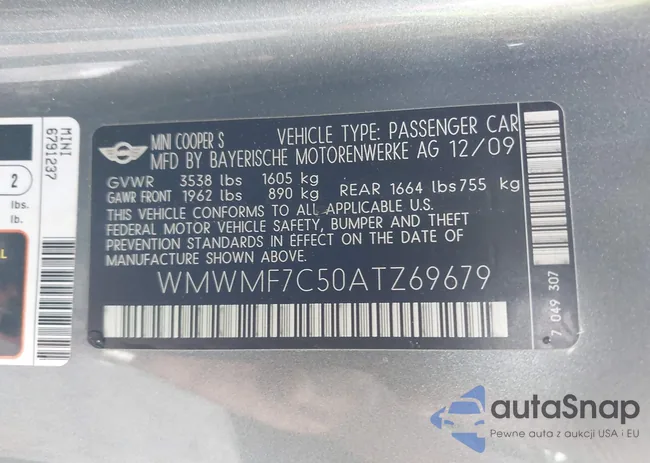 MINI
6791237
2
lbs.
lb.
MINI COOPER S VEHICLE TYPE: PASSENGER CAR
MFD BY BAYERISCHE MOTORENWERKE AG 12/09
GVWR 3538 lbs 1605 kg
GAWR FRONT 1962 lbs 890 kg REAR 1664 lbs755 kg
THIS VEHICLE CONFORMS TO ALL APPLICABLE U.S.
FEDERAL MOTOR VEHICLE SAFETY, BUMPER AND THEFT
PREVENTION STANDARDS IN EFFECT ON THE
DATE OF MANUFACTURE SHOWN ABOVE.
WMWMF7C50ATZ69679
7 049 307
autaSnap
Pewne auta z aukcji USA i EU